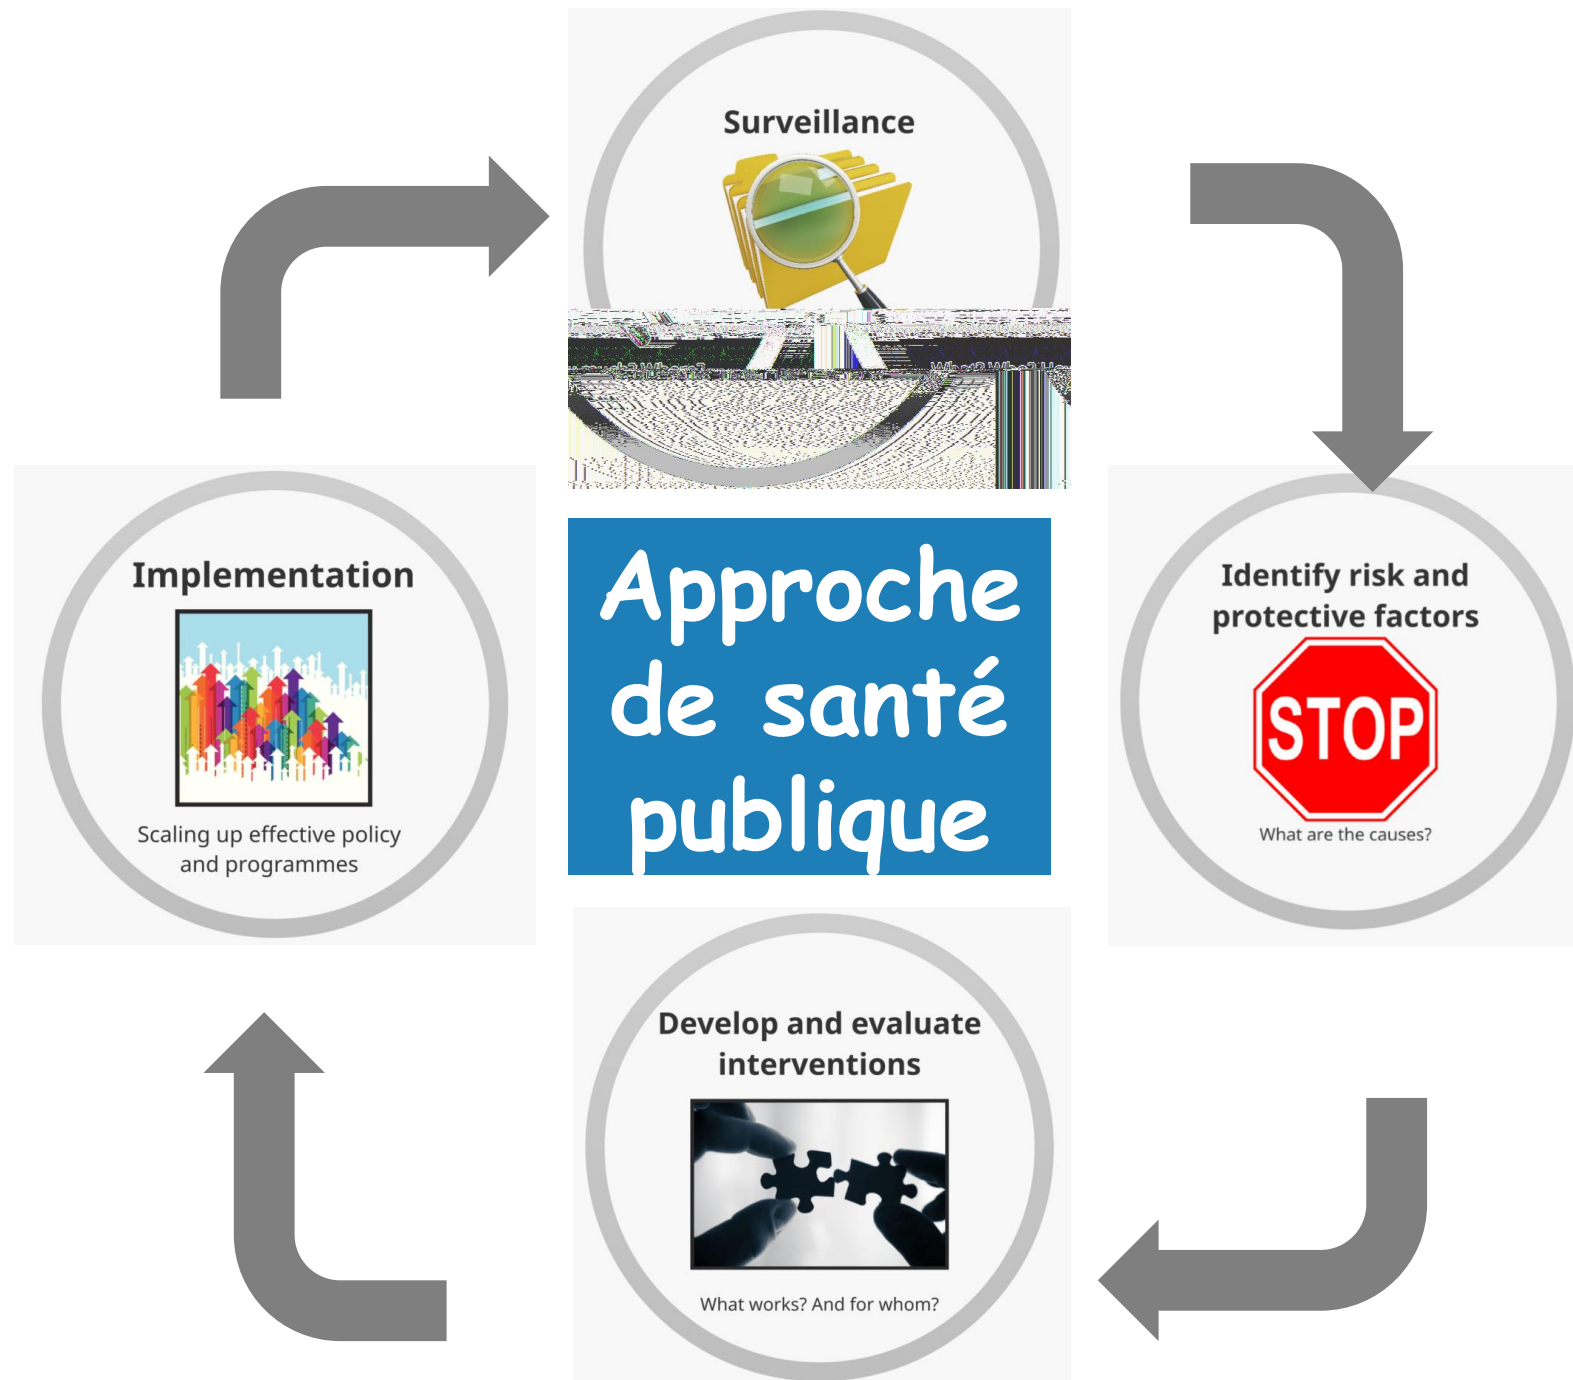 Surveillance
Identify risk and
protective factors
STOP
What are the causes?
Implementation
Scaling up effective policy
and programmes
Approche
de santé
publique
Develop and evaluate
interventions
What works? And for whom?